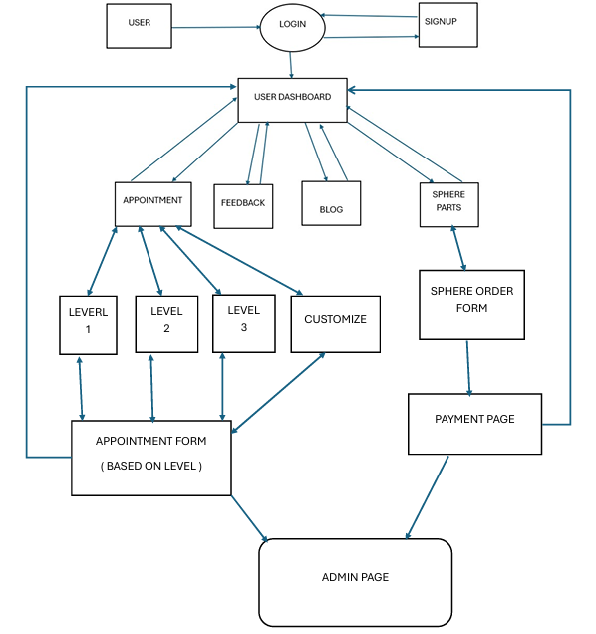 USER
LOGIN
SIGNUP
USER DASHBOARD
APPOINTMENT
FEEDBACK
BLOG
SPHERE
PARTS
LEVERL
1
LEVEL
2
LEVEL
3
CUSTOMIZE
SPHERE ORDER
FORM
APPOINTMENT FORM
( BASED ON LEVEL )
PAYMENT PAGE
ADMIN PAGE